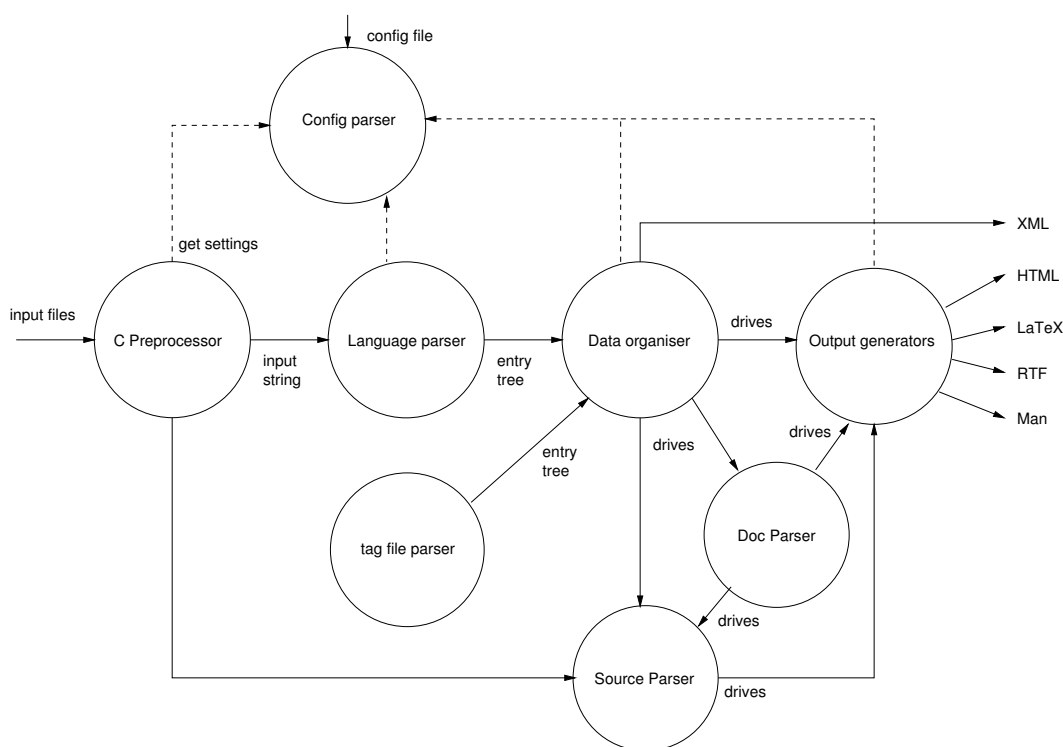 config file
Config parser
XML
get settings
HTML
input files
C Preprocessor
input
string
Language parser
entry
tree
Data organiser
drives
Output generators
LaTeX
RTF
Man
drives
drives
entry
tree
tag file parser
Doc Parser
drives
Source Parser
drives